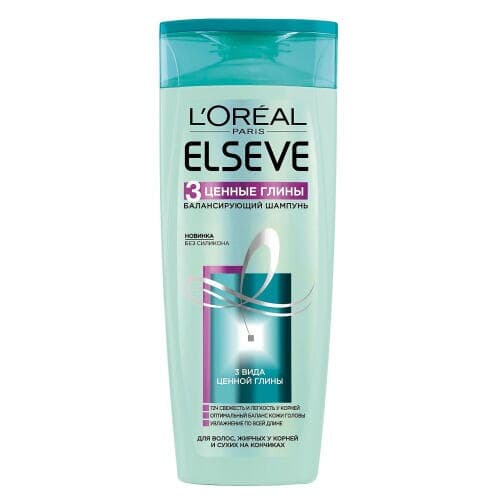 L'ORÉAL
PARIS
ELSEVE
3 ЦЕННЫЕ ГЛИНЫ
БАЛАНСИРУЮЩИЙ ШАМПУНЬ
НОВИНКА
БЕЗ СИЛИКОНА
3 ВИДА
ЦЕННОЙ ГЛИНЫ
72Ч СВЕЖЕСТЬ И ЛЕГКОСТЬ У КОРНЕЙ
ОПТИМАЛЬНЫЙ БАЛАНС КОЖИ ГОЛОВЫ
УВЛАЖНЕНИЕ ПО ВСЕЙ ДЛИНЕ
ДЛЯ ВОЛОС, ЖИРНЫХ У КОРНЕЙ
И СУХИХ НА КОНЧИКАХ